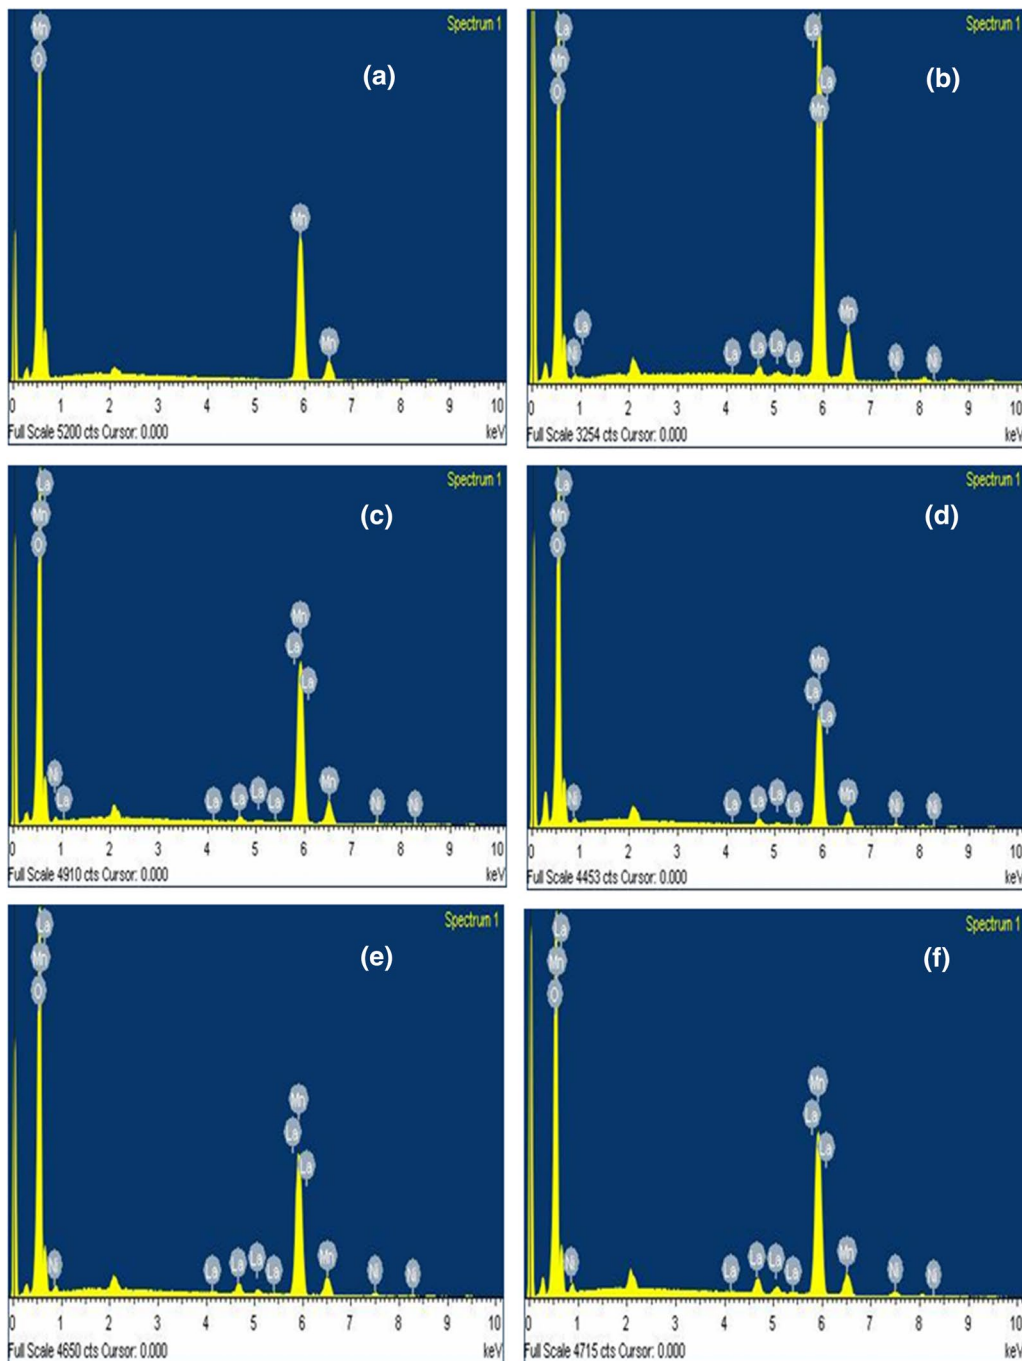 Spectrum 1
(a)
Mn
O
Mn
Mn
0 1 2 3 4 5 6 7 8 9 10
Full Scale 5200 cts Cursor: 0.000 keV
Spectrum 1
(b)
La
Mn
O
La
La
Mn
La
Ni
La
La
La
La
Mn
Ni
Ni
0 1 2 3 4 5 6 7 8 9 10
Full Scale 3254 cts Cursor: 0.000 keV
Spectrum 1
(c)
La
Mn
O
Mn
La
La
Ni
La
La
La
La
La
Mn
Ni
Ni
0 1 2 3 4 5 6 7 8 9 10
Full Scale 4910 cts Cursor: 0.000 keV
Spectrum 1
(d)
La
Mn
O
Mn
La
La
Ni
La
La
La
La
Mn
Ni
Ni
0 1 2 3 4 5 6 7 8 9 10
Full Scale 4453 cts Cursor: 0.000 keV
Spectrum 1
(e)
La
Mn
O
Mn
La
La
Ni
La
La
La
La
Mn
Ni
Ni
0 1 2 3 4 5 6 7 8 9 10
Full Scale 4650 cts Cursor: 0.000 keV
Spectrum 1
(f)
La
Mn
O
Mn
La
La
Ni
La
La
La
La
Mn
Ni
Ni
0 1 2 3 4 5 6 7 8 9 10
Full Scale 4715 cts Cursor: 0.000 keV